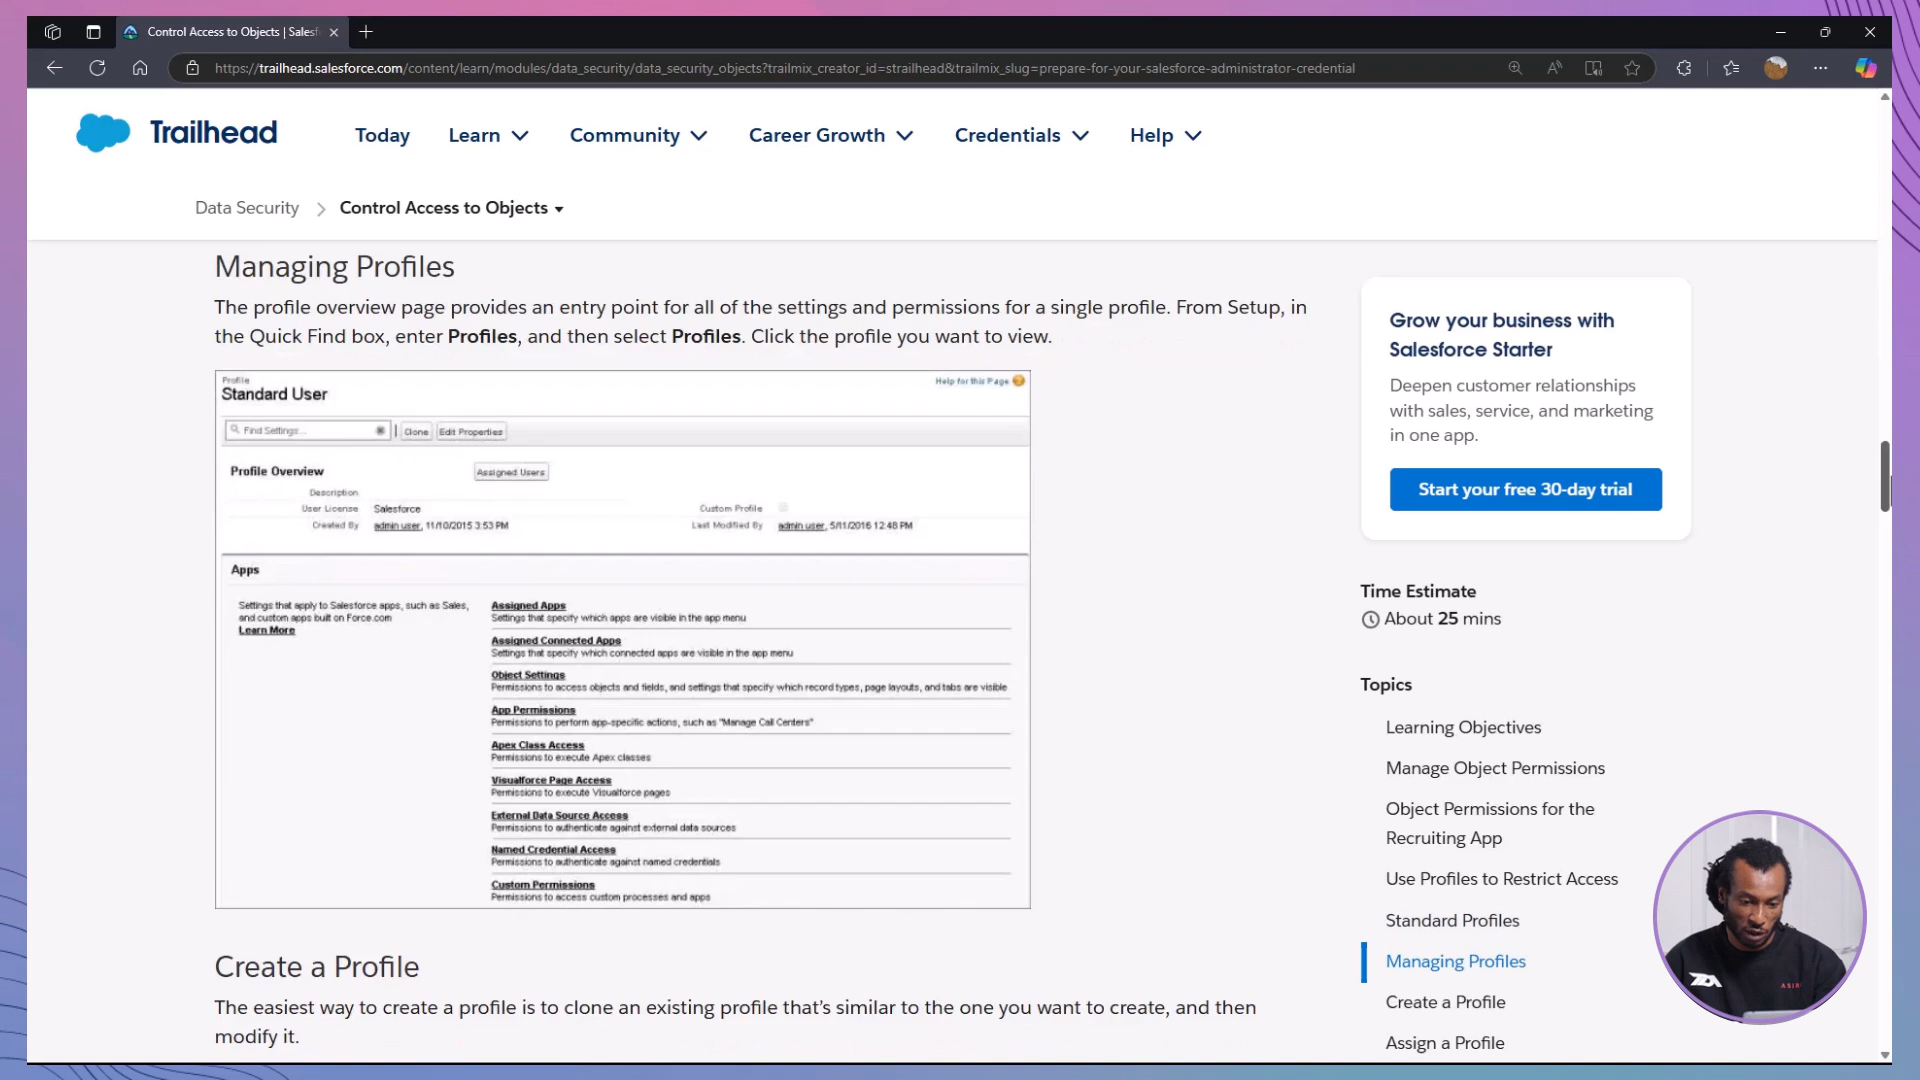 Control Access to Objects | Salesf
https://trailhead.salesforce.com/content/learn/modules/data_security/data_security_objects?trailmix_creator_id=strailhead&trailmix_slug=prepare-for-your-salesforce-administrator-credential
Trailhead
Today
Learn
Community
Career Growth
Credentials
Help
Data Security
Control Access to Objects
Managing Profiles
The profile overview page provides an entry point for all of the settings and permissions for a single profile. From Setup, in
the Quick Find box, enter Profiles, and then select Profiles. Click the profile you want to view.
Profile
Standard User
Help for this Page
Find Settings...
Clone
Edit Properties
Profile Overview
Assigned Users
Description
User License Salesforce
Custom Profile
Created By admin user, 11/10/2015 3:53 PM
Last Modified By admin user, 5/11/2016 12:48 PM
Apps
Settings that apply to Salesforce apps, such as Sales,
and custom apps built on Force.com
Learn More
Assigned Apps
Settings that specify which apps are visible in the app menu
Assigned Connected Apps
Settings that specify which connected apps are visible in the app menu
Object Settings
Permissions to access objects and fields, and settings that specify which record types, page layouts, and tabs are visible
App Permissions
Permissions to perform app-specific actions, such as "Manage Call Centers"
Apex Class Access
Permissions to execute Apex classes
Visualforce Page Access
Permissions to execute Visualforce pages
External Data Source Access
Permissions to authenticate against external data sources
Named Credential Access
Permissions to authenticate against named credentials
Custom Permissions
Permissions to access custom processes and apps
Create a Profile
The easiest way to create a profile is to clone an existing profile that's similar to the one you want to create, and then
modify it.
Grow your business with
Salesforce Starter
Deepen customer relationships
with sales, service, and marketing
in one app.
Start your free 30-day trial
Time Estimate
About 25 mins
Topics
Learning Objectives
Manage Object Permissions
Object Permissions for the
Recruiting App
Use Profiles to Restrict Access
Standard Profiles
Managing Profiles
Create a Profile
Assign a Profile